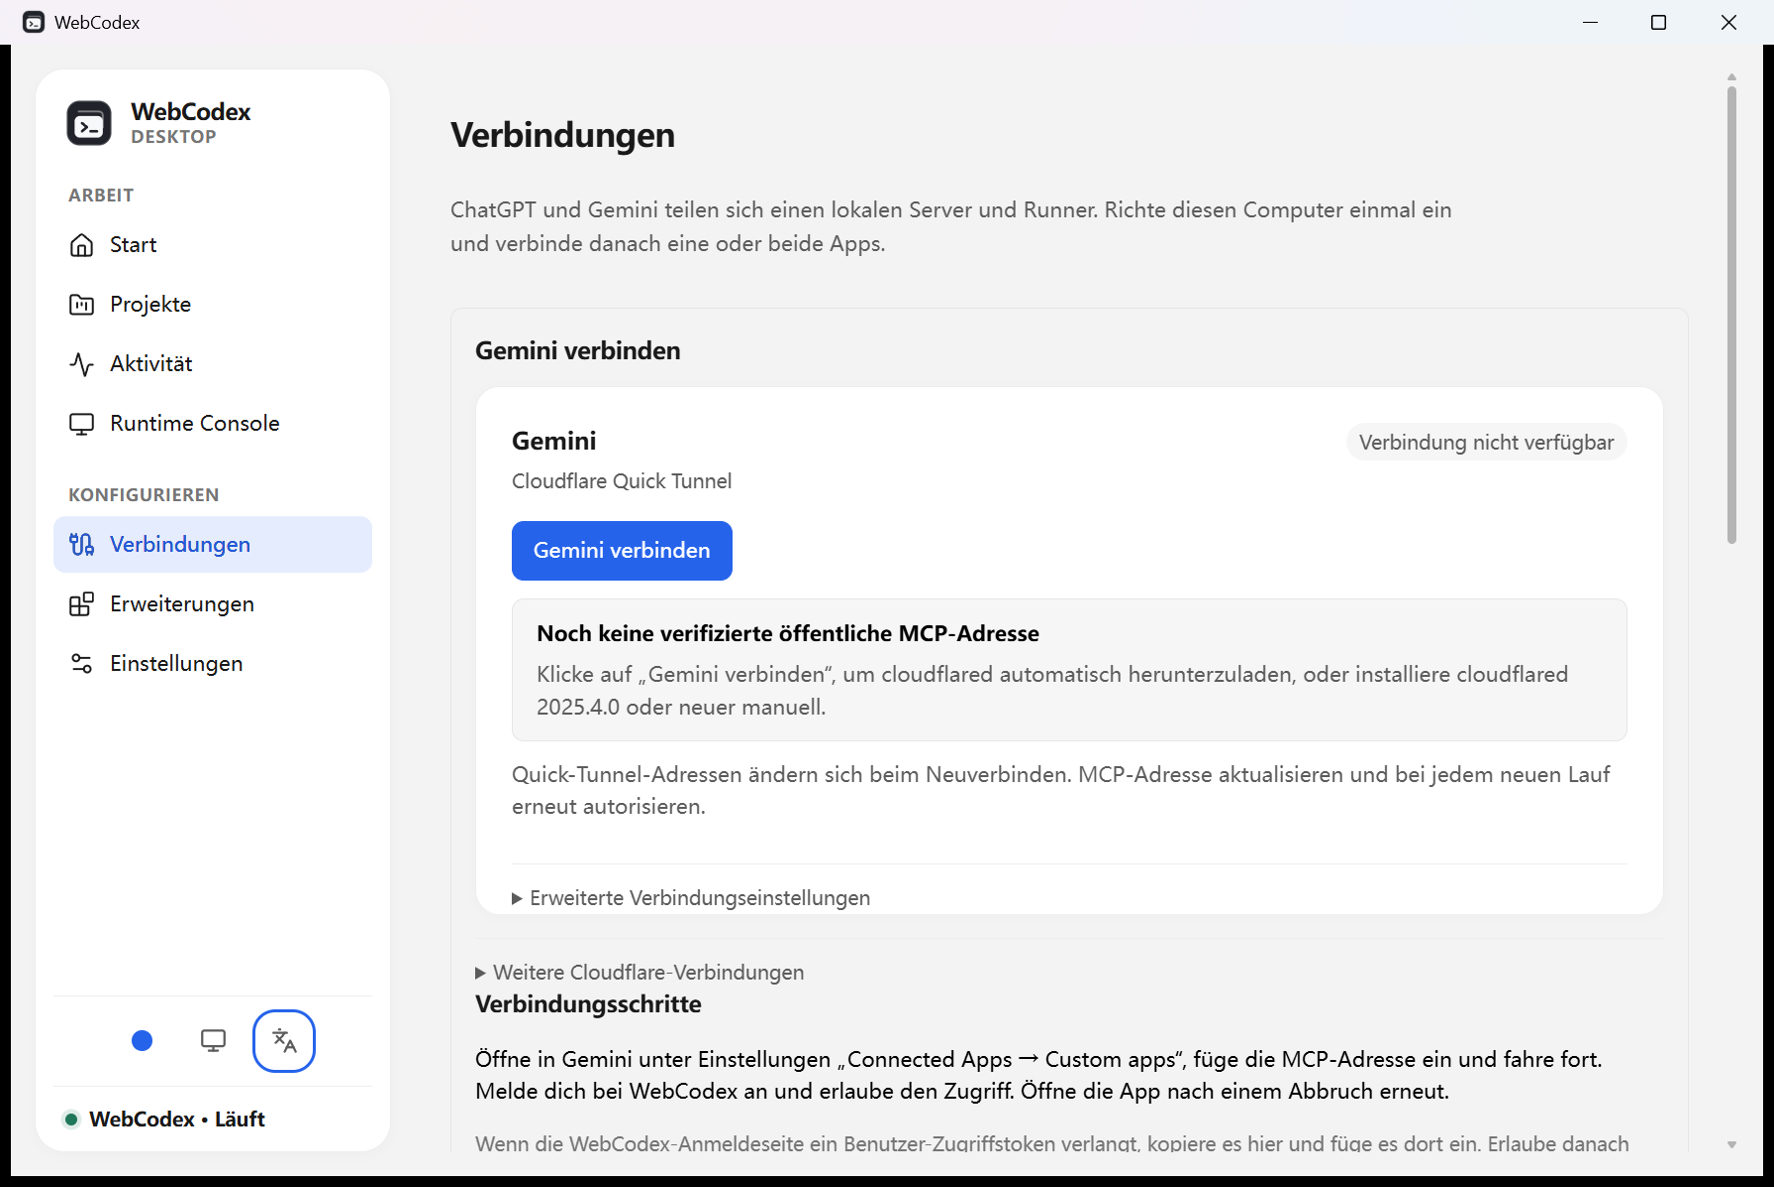 WebCodex
WebCodex
DESKTOP
ARBEIT
Start
Projekte
Aktivität
Runtime Console
KONFIGURIEREN
Verbindungen
Erweiterungen
Einstellungen
WebCodex • Läuft
Verbindungen
ChatGPT und Gemini teilen sich einen lokalen Server und Runner. Richte diesen Computer einmal ein
und verbinde danach eine oder beide Apps.
Gemini verbinden
Gemini
Verbindung nicht verfügbar
Cloudflare Quick Tunnel
Gemini verbinden
Noch keine verifizierte öffentliche MCP-Adresse
Klicke auf „Gemini verbinden“, um cloudflared automatisch herunterzuladen, oder installiere cloudflared
2025.4.0 oder neuer manuell.
Quick-Tunnel-Adressen ändern sich beim Neuverbinden. MCP-Adresse aktualisieren und bei jedem neuen Lauf
erneut autorisieren.
▶ Erweiterte Verbindungseinstellungen
▶ Weitere Cloudflare-Verbindungen
Verbindungsschritte
Öffne in Gemini unter Einstellungen „Connected Apps → Custom apps“, füge die MCP-Adresse ein und fahre fort.
Melde dich bei WebCodex an und erlaube den Zugriff. Öffne die App nach einem Abbruch erneut.
Wenn die WebCodex-Anmeldeseite ein Benutzer-Zugriffstoken verlangt, kopiere es hier und füge es dort ein. Erlaube danach